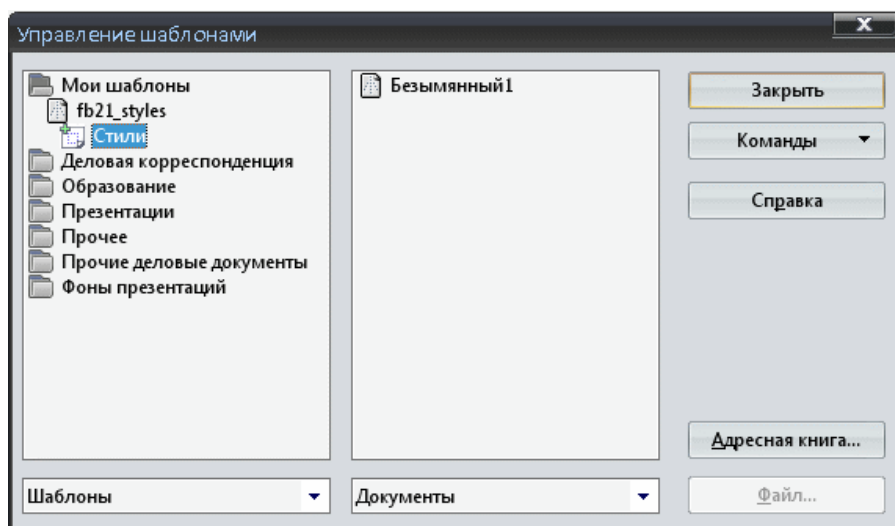 Управление шаблонами
Мои шаблоны
fb21_styles
Стили
Деловая корреспонденция
Образование
Презентации
Прочее
Прочие деловые документы
Фоны презентаций
Шаблоны
Безымянный1
Документы
Закрыть
Команды
Справка
Адресная книга...
Файл...